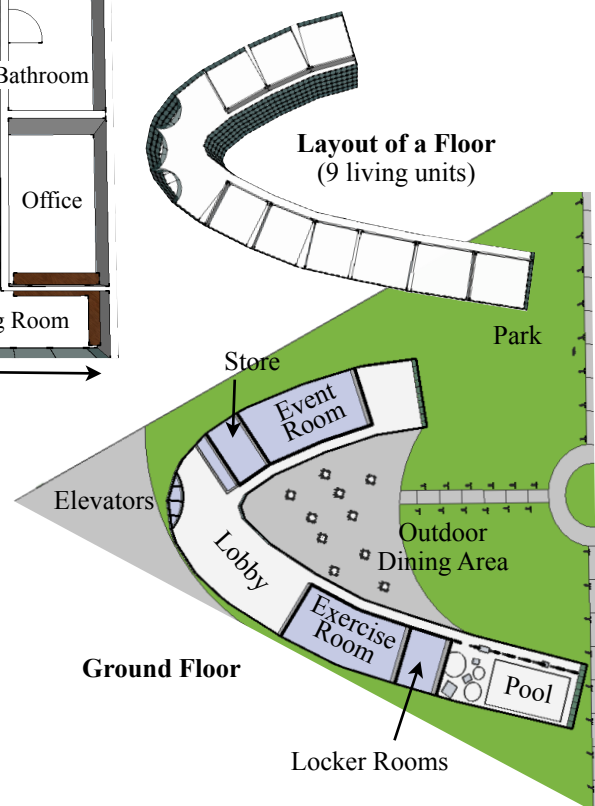 Bathroom
Office
Room
Layout of a Floor
(9 living units)
Park
Store
Event
Room
Elevators
Outdoor
Dining Area
Lobby
Exercise
Room
Ground Floor
Pool
Locker Rooms